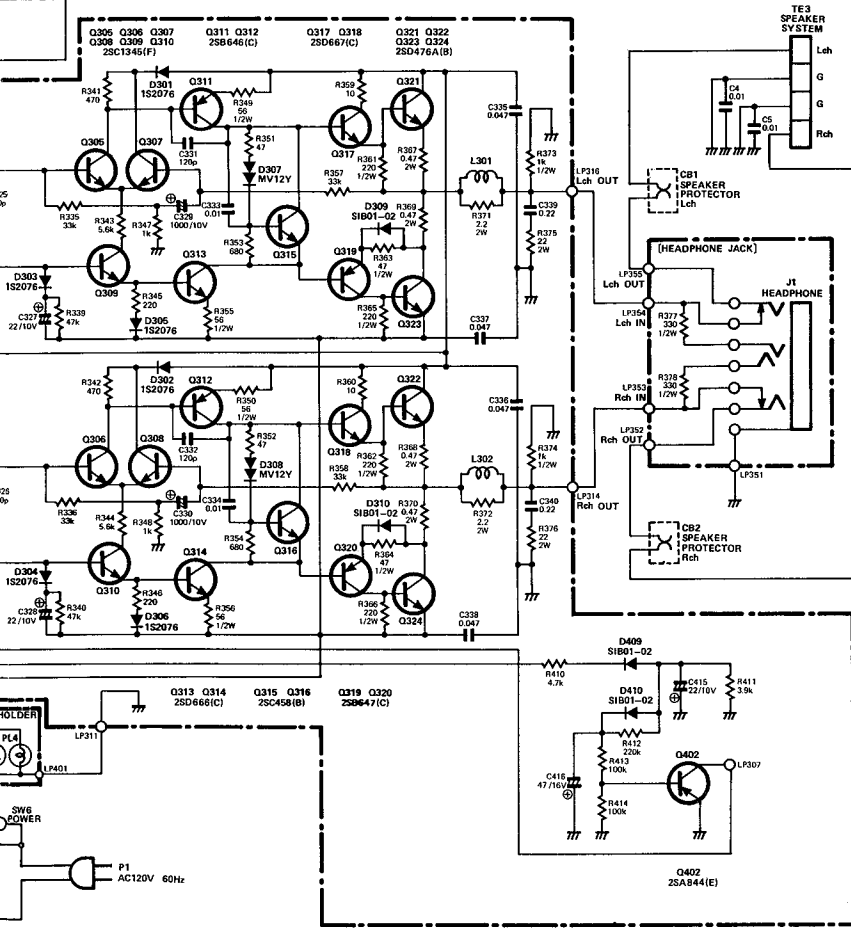 Q305 Q306 Q307
Q308 Q309 Q310
2SC1345(F)
Q311 Q312
2SB646(C)
Q317 Q318
2SD667(C)
Q321 Q322
Q323 Q324
2SD476A(B)
TE3
SPEAKER
SYSTEM
Lch
G
G
Rch
C4
0.01
C5
0.01
R341
470
D301
1S2076
Q311
R349
56
1/2W
R359
10
Q321
C335
0.047
Q305
Q307
C331
120p
R351
47
D307
MV12Y
Q317
R361
220
1/2W
R367
0.47
2W
L301
R373
1k
1/2W
LP316
Lch OUT
CB1
SPEAKER
PROTECTOR
Lch
R357
33k
R335
33k
R343
5.6k
R347
1k
C329
1000/10V
C333
0.01
D309
SIB01-02
R369
0.47
2W
R371
2.2
2W
C339
0.22
R375
22
2W
R353
680
Q315
Q319
R363
47
1/2W
D303
1S2076
Q309
Q313
C327
22/10V
R339
47k
R345
220
D305
1S2076
R355
56
1/2W
R365
220
1/2W
Q323
C337
0.047
[HEADPHONE JACK]
LP355
Lch OUT
J1
HEADPHONE
LP354
Lch IN
R377
330
1/2W
R378
330
1/2W
LP353
Rch IN
LP352
Rch OUT
LP351
R342
470
D302
1S2076
Q312
R350
56
1/2W
R360
10
Q322
C336
0.047
Q306
Q308
C332
120p
R352
47
D308
MV12Y
Q318
R362
220
1/2W
R368
0.47
2W
L302
R374
1k
1/2W
R358
33k
R336
33k
R344
5.6k
R348
1k
C330
1000/10V
C334
0.01
D310
SIB01-02
R370
0.47
2W
R372
2.2
2W
C340
0.22
LP314
Rch OUT
R354
680
Q316
Q320
R364
47
1/2W
R376
22
2W
CB2
SPEAKER
PROTECTOR
Rch
D304
1S2076
Q310
Q314
C328
22/10V
R340
47k
R346
220
D306
1S2076
R356
56
1/2W
R366
220
1/2W
Q324
C338
0.047
D409
SIB01-02
R410
4.7k
D410
SIB01-02
C415
22/10V
R411
3.9k
Q313 Q314
2SD666(C)
Q315 Q316
2SC458(B)
Q319 Q320
2SB647(C)
HOLDER
PL4
LP311
LP401
R412
220k
R413
100k
Q402
LP307
C416
47/16V
R414
100k
SW6
POWER
P1
AC120V 60Hz
Q402
2SA844(E)